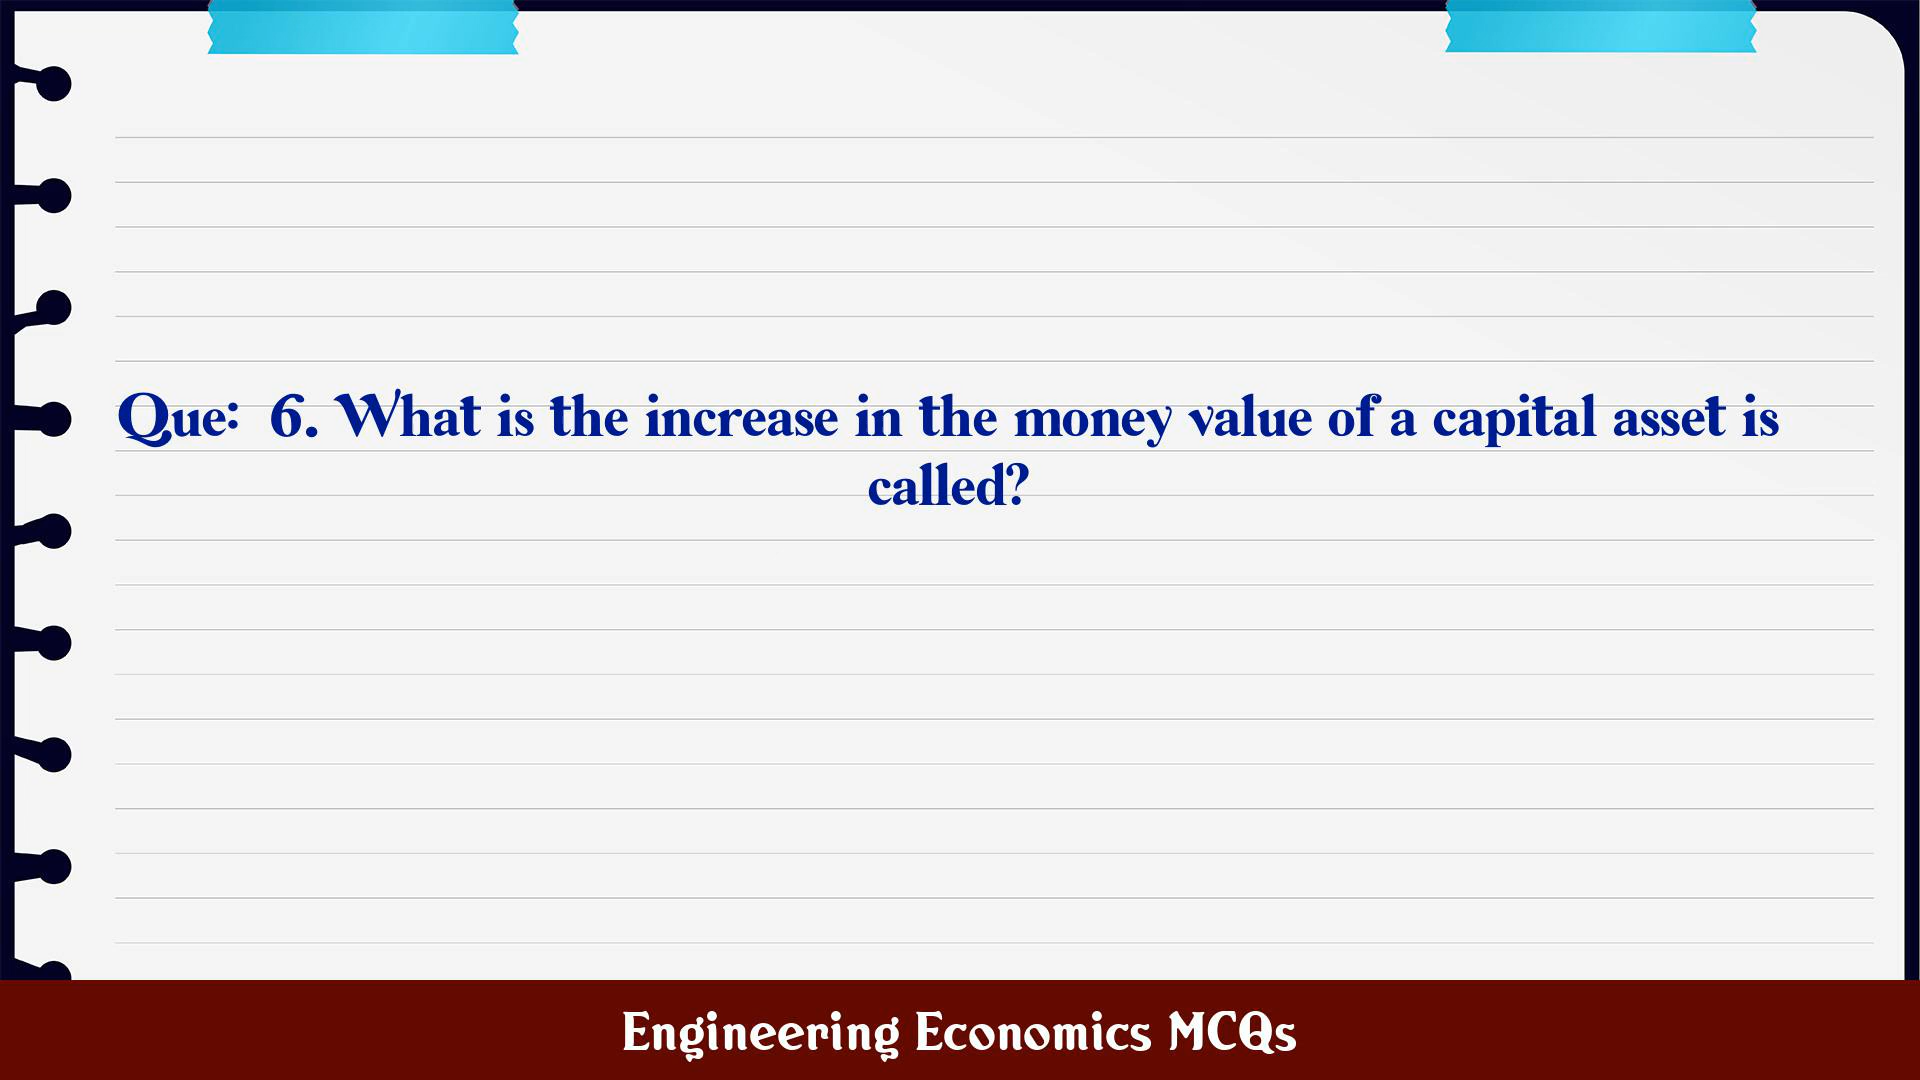 Que: 6. What is the increase in the money value of a capital asset is
called?
Engineering Economics MCQs